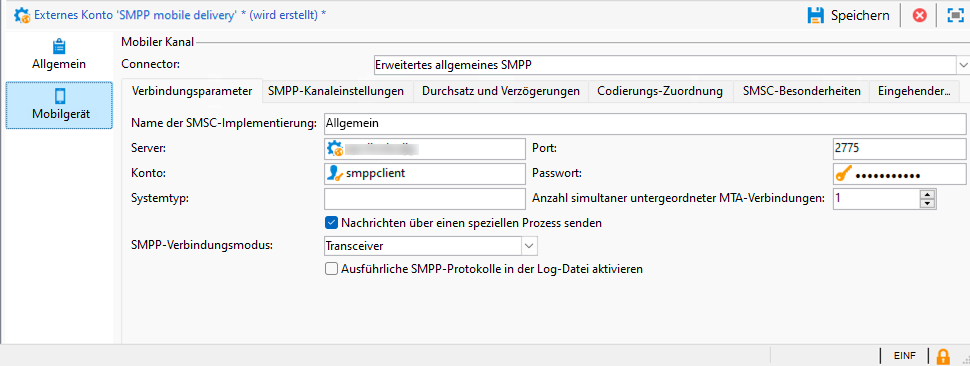 Externes Konto 'SMPP mobile delivery' * (wird erstellt) *
Speichern
Allgemein
Mobilgerät
Mobiler Kanal
Connector: Erweitertes allgemeines SMPP
Verbindungsparameter SMPP-Kanaleinstellungen Durchsatz und Verzögerungen Codierungs-Zuordnung SMSC-Besonderheiten Eingehender...
Name der SMSC-Implementierung: Allgemein
Server: Port: 2775
Konto: smppclient Passwort: •••••••••••
Systemtyp: Anzahl simultaner untergeordneter MTA-Verbindungen: 1
Nachrichten über einen speziellen Prozess senden
SMPP-Verbindungsmodus: Transceiver
Ausführliche SMPP-Protokolle in der Log-Datei aktivieren
EINF